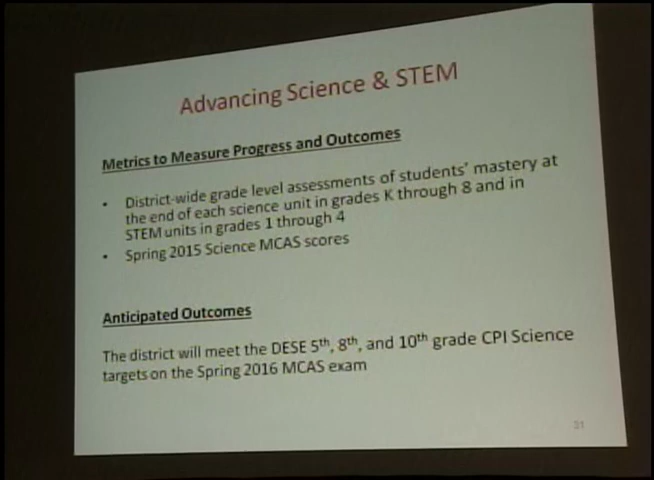 Advancing Science & STEM
Metrics to Measure Progress and Outcomes
• District-wide grade level assessments of students' mastery at
the end of each science unit in grades K through 8 and in
STEM units in grades 1 through 4
• Spring 2015 Science MCAS scores
Anticipated Outcomes
The district will meet the DESE 5th, 8th, and 10th grade CPI Science
targets on the Spring 2016 MCAS exam
31